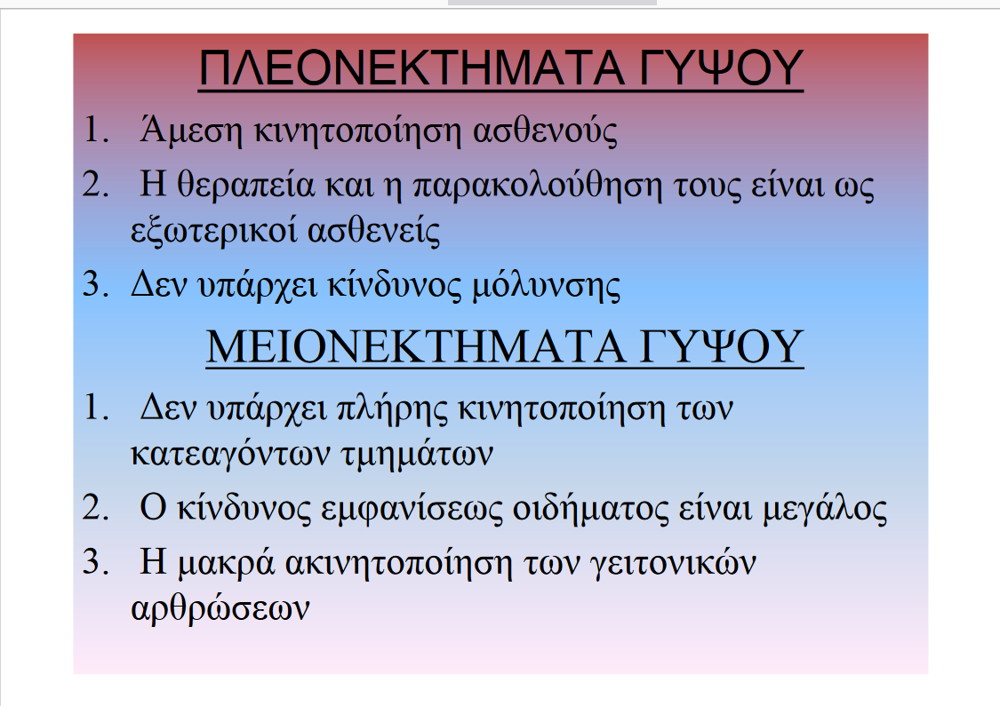 ΠΛΕΟΝΕΚΤΗΜΑΤΑ ΓΥΨΟΥ
1. Άμεση κινητοποίηση ασθενούς
2. Η θεραπεία και η παρακολούθηση τους είναι ως
εξωτερικοί ασθενείς
3. Δεν υπάρχει κίνδυνος μόλυνσης
ΜΕΙΟΝΕΚΤΗΜΑΤΑ ΓΥΨΟΥ
1. Δεν υπάρχει πλήρης κινητοποίηση των
κατεαγόντων τμημάτων
2. Ο κίνδυνος εμφανίσεως οιδήματος είναι μεγάλος
3. Η μακρά ακινητοποίηση των γειτονικών
αρθρώσεων